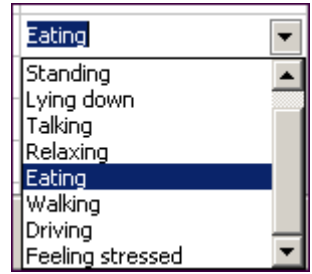 Eating
Standing
Lying down
Talking
Relaxing
Eating
Walking
Driving
Feeling stressed